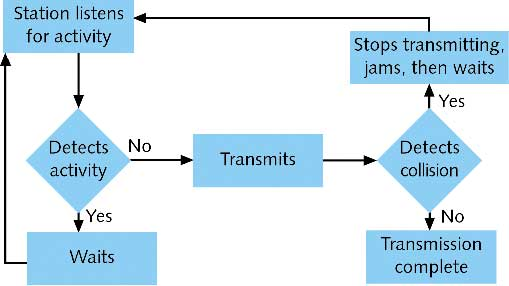 Station listens
for activity
Stops transmitting,
jams, then waits
Yes
Detects
activity
No
Transmits
Detects
collision
Yes
No
Waits
Transmission
complete